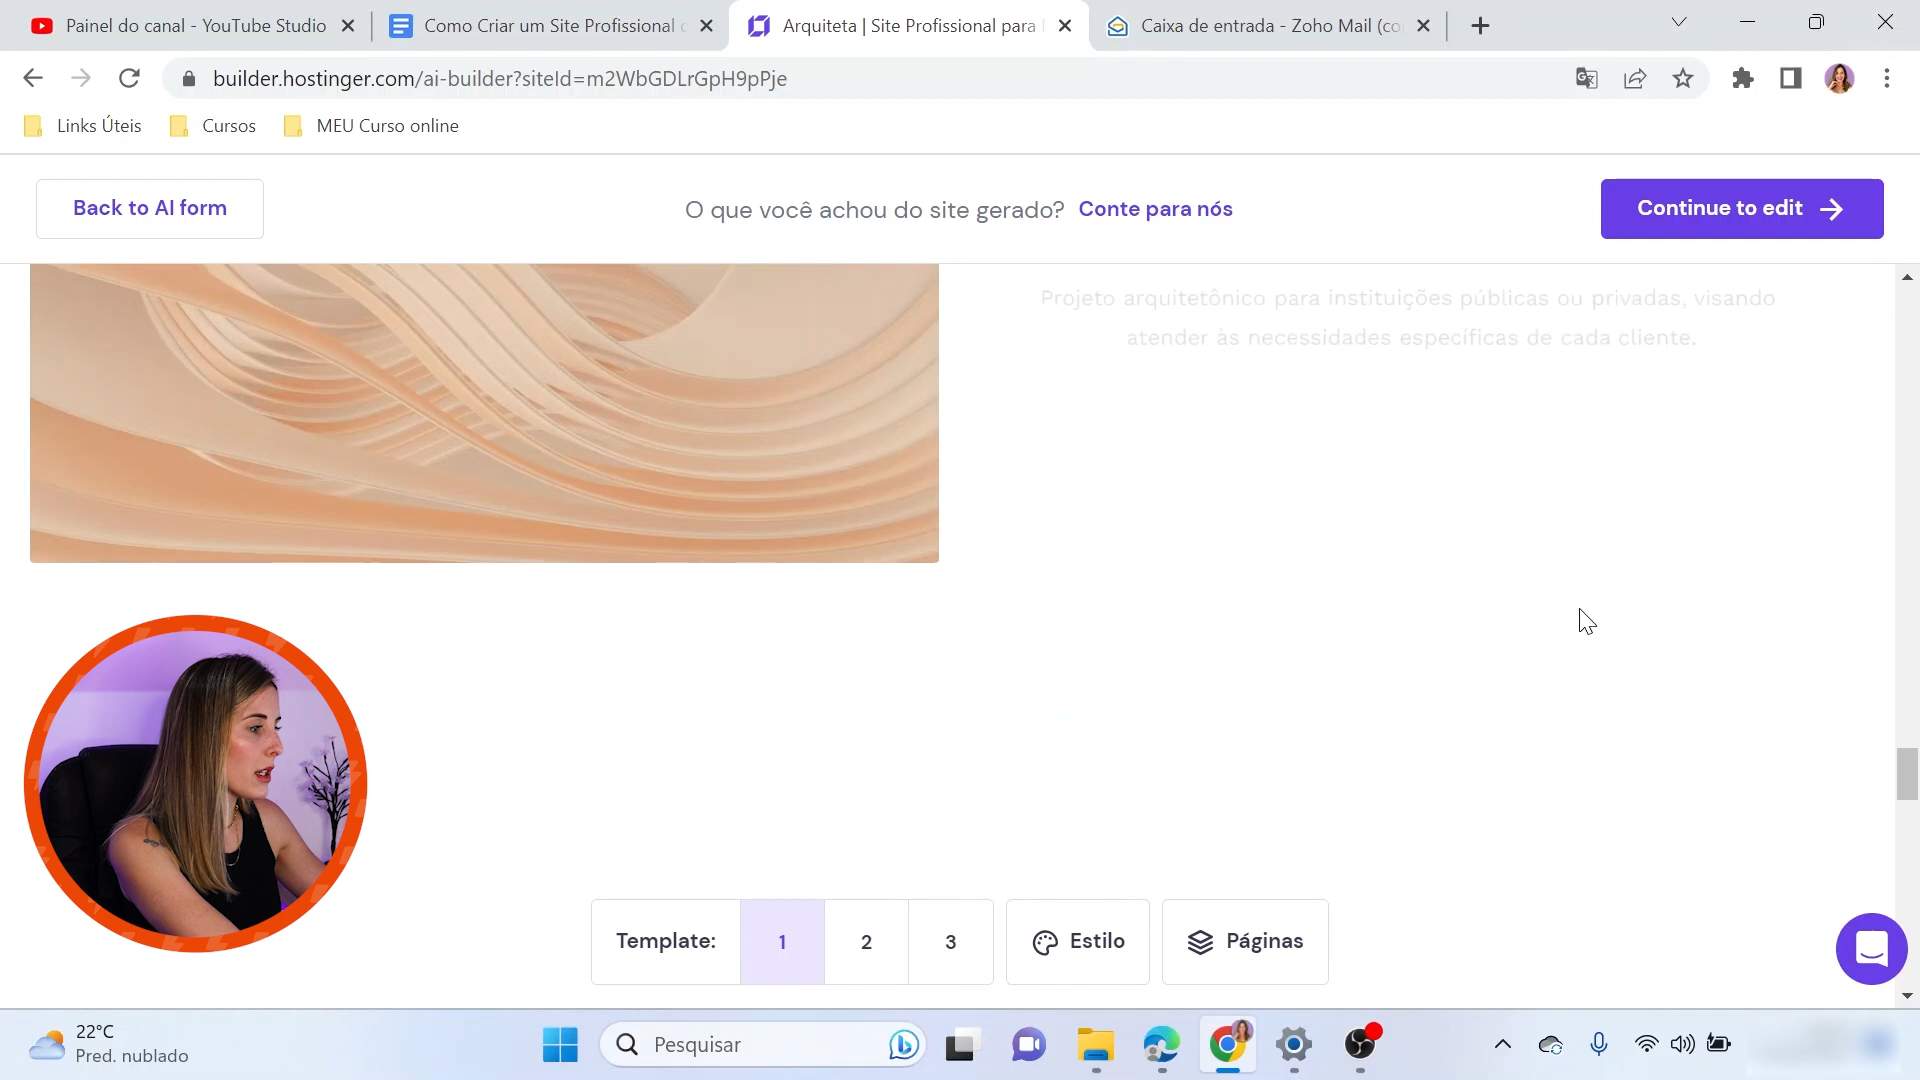 Painel do canal - YouTube Studio
Como Criar um Site Profissional c
Arquiteta | Site Profissional para
Caixa de entrada - Zoho Mail (co
builder.hostinger.com/ai-builder?siteId=m2WbGDLrGpH9pPje
Links Úteis
Cursos
MEU Curso online
Back to AI form
O que você achou do site gerado? Conte para nós
Continue to edit
Projeto arquitetônico para instituições públicas ou privadas, visando
atender às necessidades específicas de cada cliente.
Template:
1
2
3
Estilo
Páginas
22°C
Pred. nublado
Pesquisar